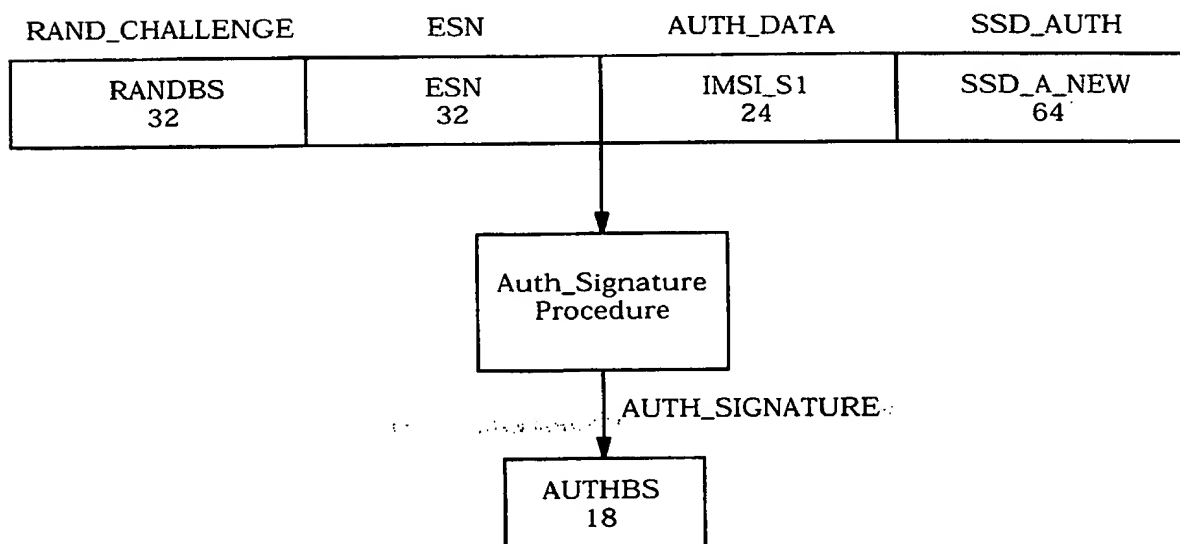 RAND_CHALLENGE ESN AUTH_DATA SSD_AUTH
RANDBS ESN IMSI_S1 SSD_A_NEW
32 32 24 64
Auth_Signature
Procedure
AUTH_SIGNATURE
AUTHBS
18